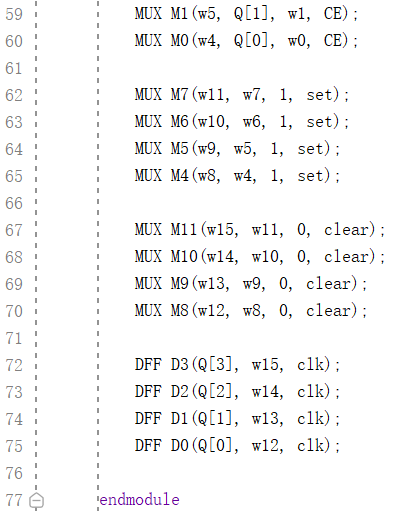 59 MUX M1(w5, Q[1], w1, CE);
60 MUX M0(w4, Q[0], w0, CE);
61
62 MUX M7(w11, w7, 1, set);
63 MUX M6(w10, w6, 1, set);
64 MUX M5(w9, w5, 1, set);
65 MUX M4(w8, w4, 1, set);
66
67 MUX M11(w15, w11, 0, clear);
68 MUX M10(w14, w10, 0, clear);
69 MUX M9(w13, w9, 0, clear);
70 MUX M8(w12, w8, 0, clear);
71
72 DFF D3(Q[3], w15, clk);
73 DFF D2(Q[2], w14, clk);
74 DFF D1(Q[1], w13, clk);
75 DFF D0(Q[0], w12, clk);
76
77 endmodule